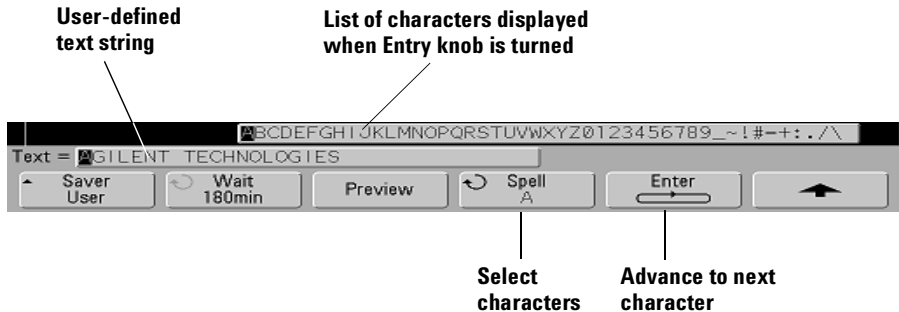 User-defined
text string
List of characters displayed
when Entry knob is turned
ABCDEFGHIJKLMNOPQRSTUVWXYZ0123456789_~!#-+:./\
Text = AGILENT TECHNOLOGIES
Saver
User
Wait
180min
Preview
Spell
A
Enter
Select
characters
Advance to next
character